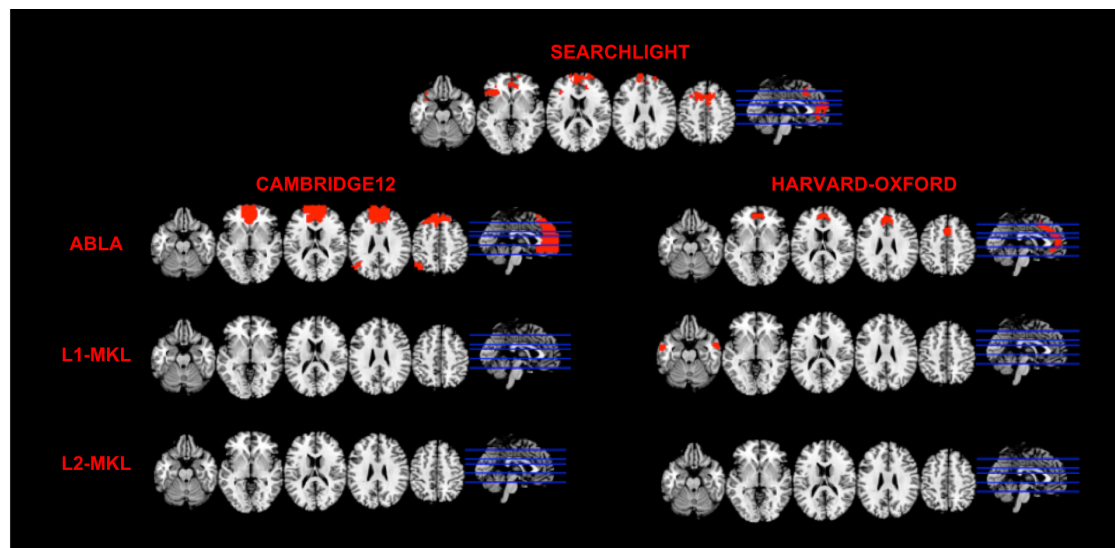 SEARCHLIGHT
CAMBRIDGE12
HARVARD-OXFORD
ABLA
L1-MKL
L2-MKL